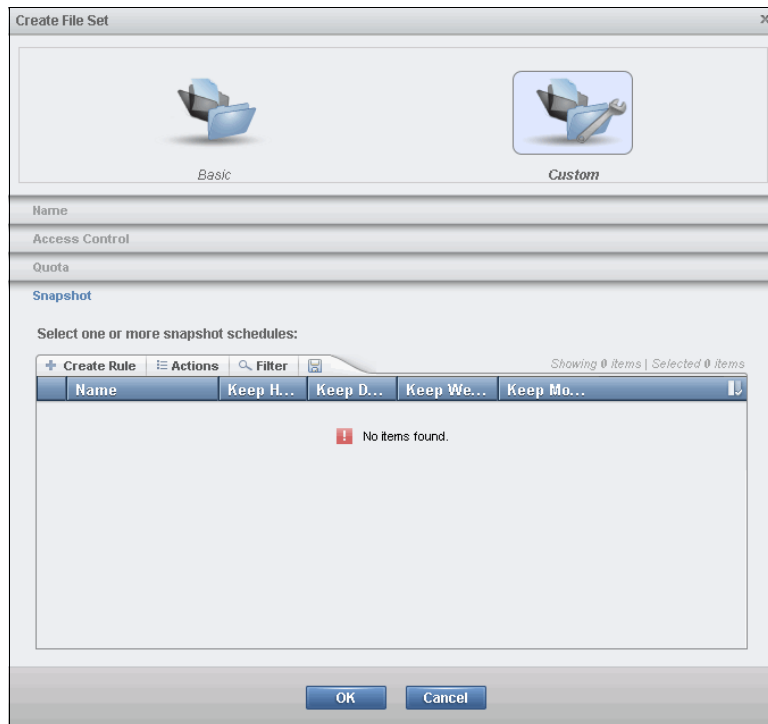 Create File Set x
Basic Custom
Name
Access Control
Quota
Snapshot
Select one or more snapshot schedules:
Create Rule Actions Filter Showing 0 items | Selected 0 items
Name Keep H... Keep D... Keep We... Keep Mo...
No items found.
OK Cancel